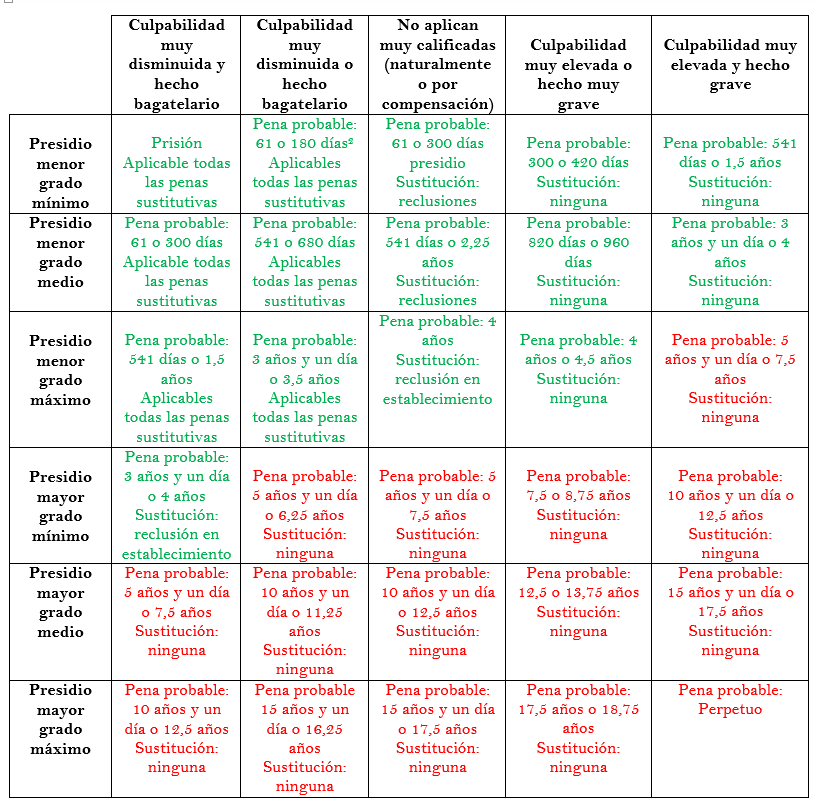 Culpabilidad
muy
disminuida y
hecho
bagatelario
Culpabilidad
muy
disminuida o
hecho
bagatelario
No aplican
muy calificadas
(naturalmente
o por
compensación)
Culpabilidad
muy elevada o
hecho muy
grave
Culpabilidad muy
elevada y hecho
grave
Presidio
menor
grado
mínimo
Prisión
Aplicable todas
las penas
sustitutivas
Pena probable:
61 o 180 días²
Aplicables
todas las penas
sustitutivas
Pena probable:
61 o 300 días
presidio
Sustitución:
reclusiones
Pena probable:
300 o 420 días
Sustitución:
ninguna
Pena probable: 541
días o 1,5 años
Sustitución:
ninguna
Presidio
menor
grado
medio
Pena probable:
61 o 300 días
Aplicable todas
las penas
sustitutivas
Pena probable:
541 o 680 días
Aplicables
todas las penas
sustitutivas
Pena probable:
541 días o 2,25
años
Sustitución:
reclusiones
Pena probable:
820 días o 960
días
Sustitución:
ninguna
Pena probable: 3
años y un día o 4
años
Sustitución:
ninguna
Presidio
menor
grado
máximo
Pena probable:
541 días o 1,5
años
Aplicables
todas las penas
sustitutivas
Pena probable:
3 años y un día
o 3,5 años
Aplicables
todas las penas
sustitutivas
Pena probable: 4
años
Sustitución:
reclusión en
establecimiento
Pena probable: 4
años o 4,5 años
Sustitución:
ninguna
Pena probable: 5
años y un día o 7,5
años
Sustitución:
ninguna
Presidio
mayor
grado
mínimo
Pena probable:
3 años y un día
o 4 años
Sustitución:
reclusión en
establecimiento
Pena probable:
5 años y un día
o 6,25 años
Sustitución:
ninguna
Pena probable: 5
años y un día o
7,5 años
Sustitución:
ninguna
Pena probable:
7,5 o 8,75 años
Sustitución:
ninguna
Pena probable:
10 años y un día o
12,5 años
Sustitución:
ninguna
Presidio
mayor
grado
medio
Pena probable:
5 años y un día
o 7,5 años
Sustitución:
ninguna
Pena probable:
10 años y un
día o 11,25
años
Sustitución:
ninguna
Pena probable:
10 años y un día
o 12,5 años
Sustitución:
ninguna
Pena probable:
12,5 o 13,75 años
Sustitución:
ninguna
Pena probable:
15 años y un día o
17,5 años
Sustitución:
ninguna
Presidio
mayor
grado
máximo
Pena probable:
10 años y un
día o 12,5 años
Sustitución:
ninguna
Pena probable
15 años y un
día o 16,25
años
Sustitución:
ninguna
Pena probable:
15 años y un día
o 17,5 años
Sustitución:
ninguna
Pena probable:
17,5 o 18,75
años
Sustitución:
ninguna
Pena probable:
Perpetuo